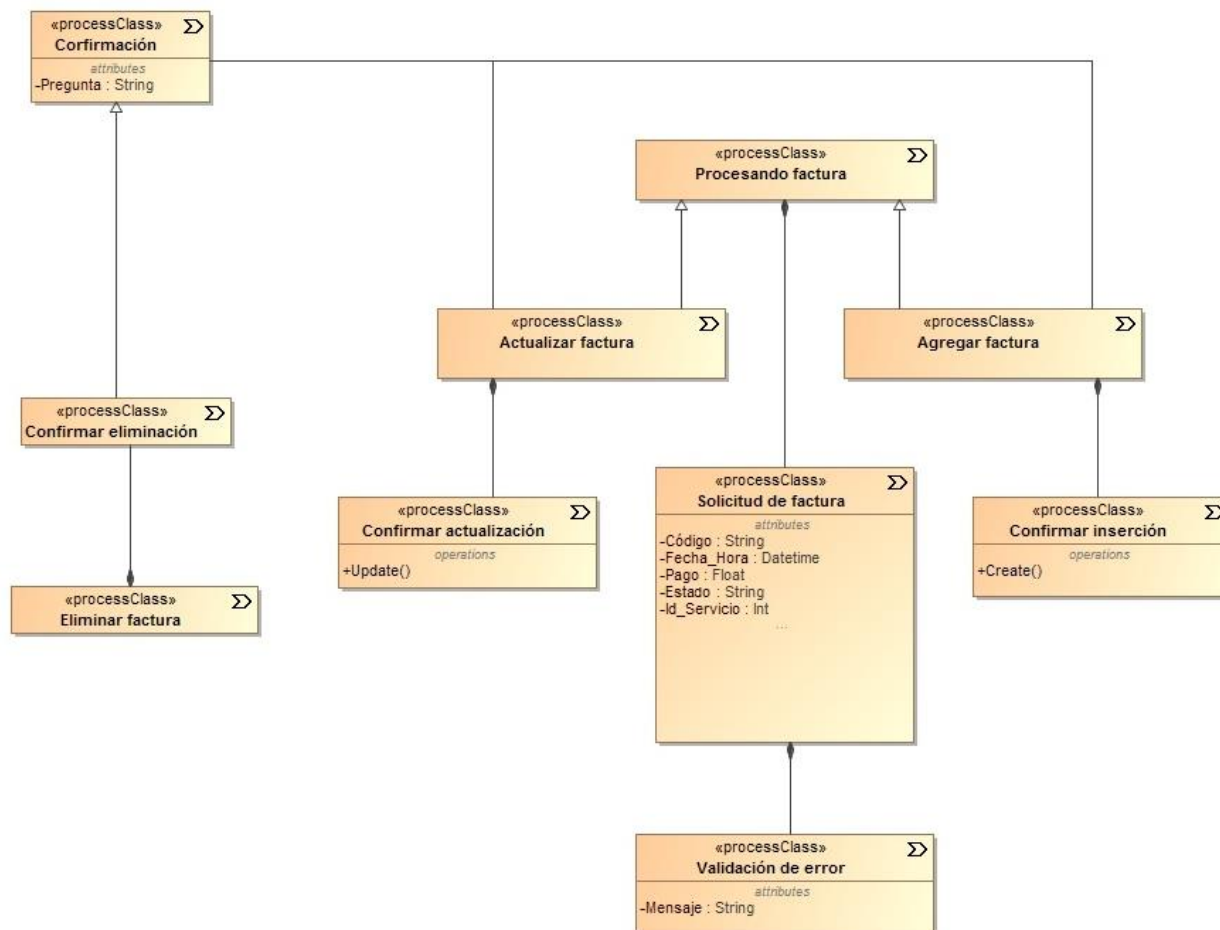 «processClass»
Corfirmación
attributes
-Pregunta : String
«processClass»
Procesando factura
«processClass»
Actualizar factura
«processClass»
Agregar factura
«processClass»
Confirmar eliminación
«processClass»
Solicitud de factura
attributes
-Código : String
-Fecha_Hora : Datetime
-Pago : Float
-Estado : String
-Id_Servicio : Int
...
«processClass»
Confirmar actualización
operations
+Update()
«processClass»
Confirmar inserción
operations
+Create()
«processClass»
Eliminar factura
«processClass»
Validación de error
attributes
-Mensaje : String